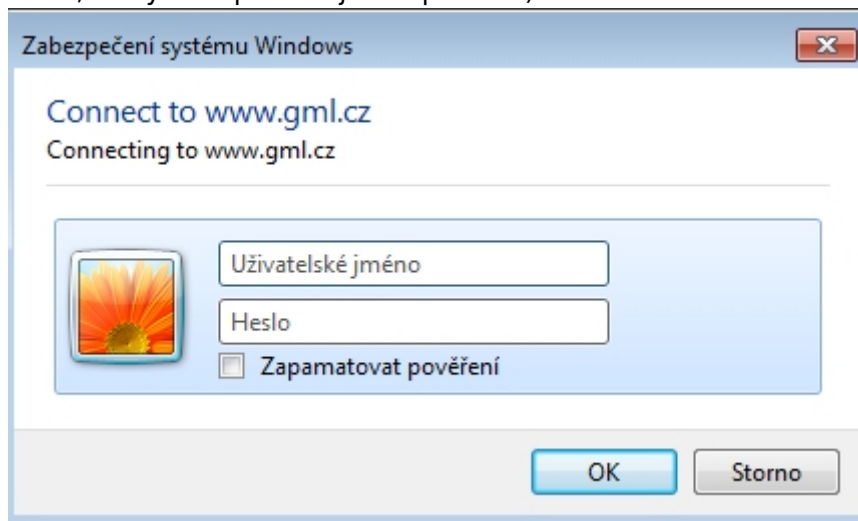 Zabezpečení systému Windows
Connect to www.gml.cz
Connecting to www.gml.cz
Uživatelské jméno
Heslo
Zapamatovat pověření
OK
Storno